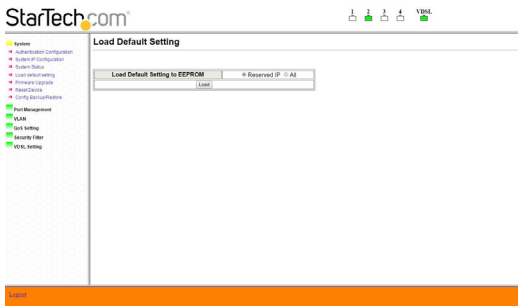 StarTech.com
1 2 3 4 VDSL
System
Authentication Configuration
System IP Configuration
System Status
Load default setting
Firmware Upgrade
Reset Device
Config Backup/Restore
Port Management
VLAN
QoS Setting
Security Filter
VDSL Setting
Load Default Setting
Load Default Setting to EEPROM Reserved IP All
Load
Logout